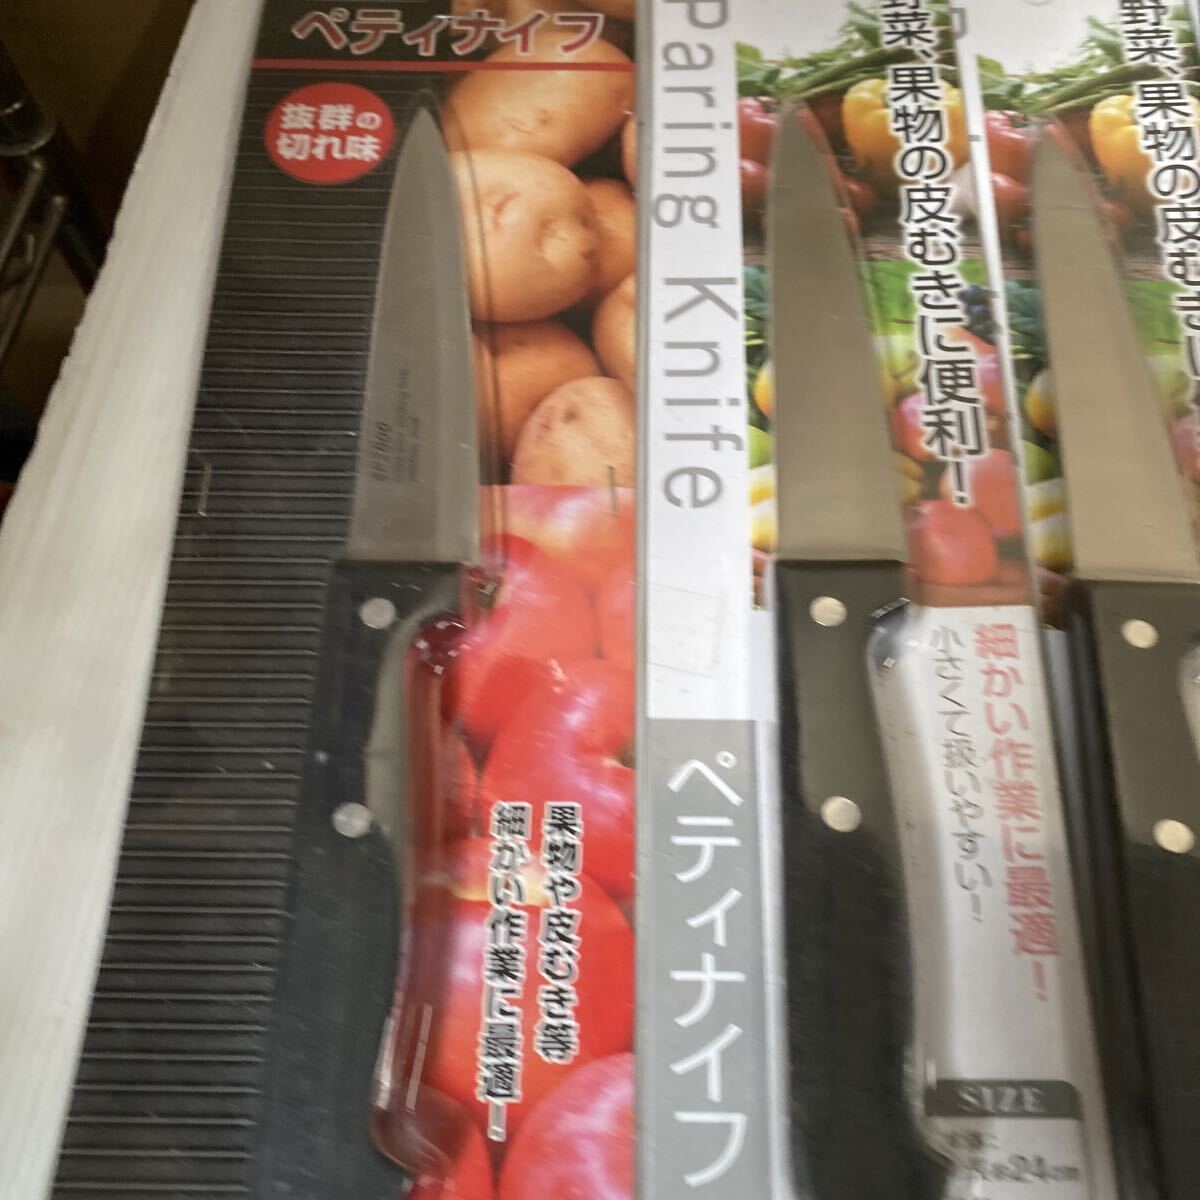 ペティナイフ
抜群の
切れ味
果物や皮むき等
細かい作業に最適！
Paring Knife
ペティナイフ
野菜、果物の皮むきに便利！
細かい作業に最適！
小さくて扱いやすい！
SIZE
24cm
野菜、果物の皮むきに